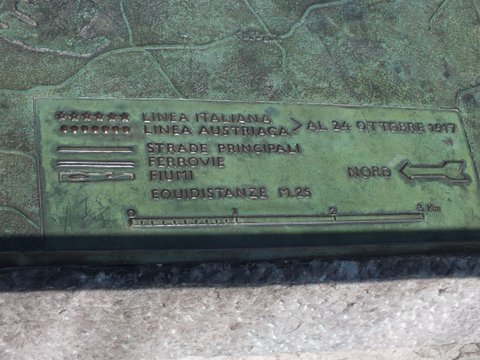 LINEA ITALIANA
LINEA AUSTRIACA > AL 24 OTTOBRE 1917
STRADE PRINCIPALI
FERROVIE
FIUMI
NORD
EQUIDISTANZE M.25
0 1 2 3 Km